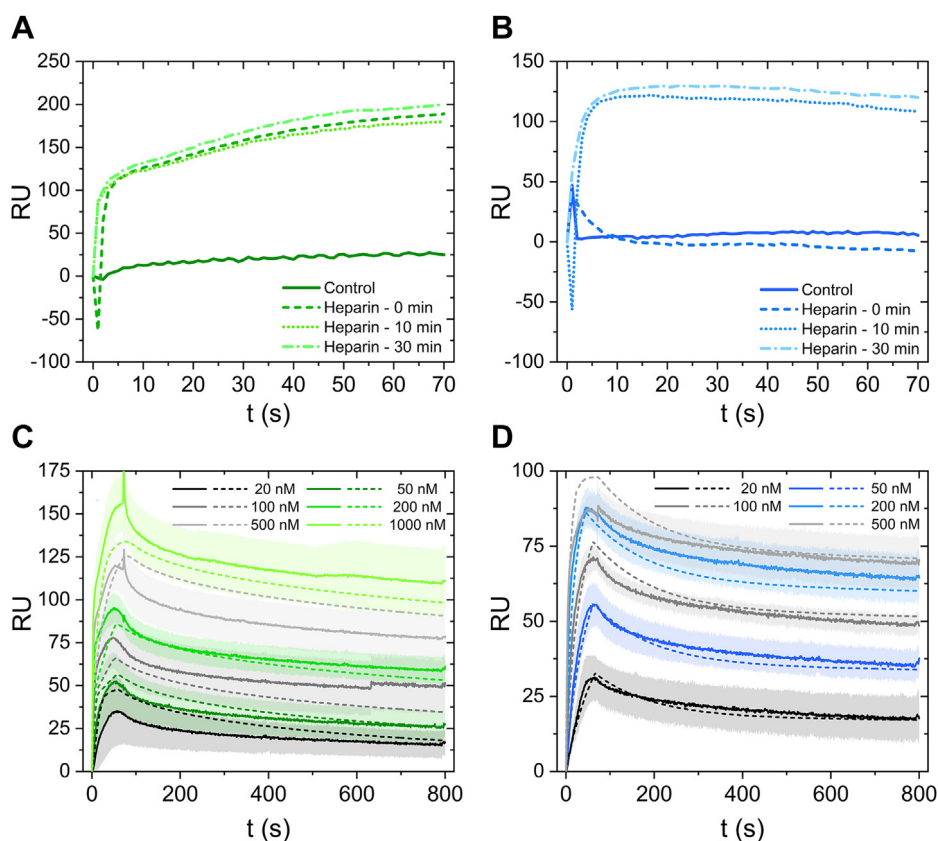 A
250
200
150
100
50
0
-50
-100
RU
Control
Heparin - 0 min
Heparin - 10 min
Heparin - 30 min
0 10 20 30 40 50 60 70
t (s)
B
150
100
50
0
-50
-100
RU
Control
Heparin - 0 min
Heparin - 10 min
Heparin - 30 min
0 10 20 30 40 50 60 70
t (s)
C
175
150
125
100
75
50
25
0
RU
20 nM 50 nM
100 nM 200 nM
500 nM 1000 nM
0 200 400 600 800
t (s)
D
100
75
50
25
0
RU
20 nM 50 nM
100 nM 200 nM
500 nM
0 200 400 600 800
t (s)